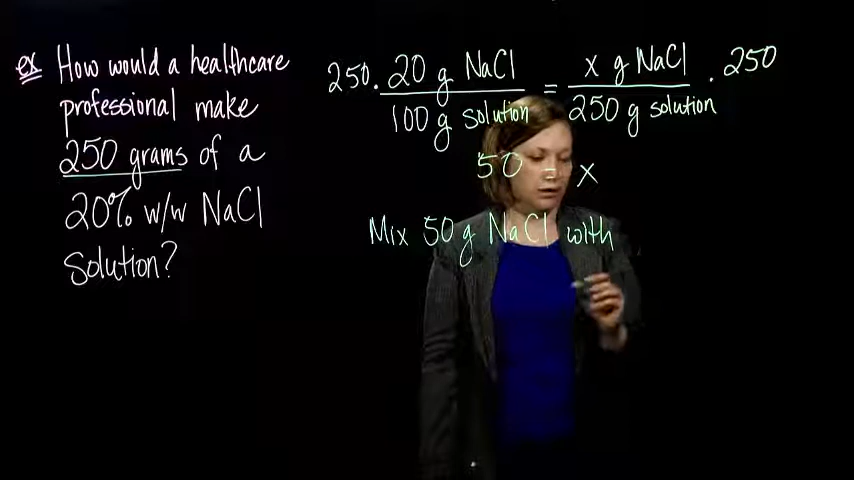 ex How would a healthcare
professional make
250 grams of a
20% w/w NaCl
solution?
250 · 20 g NaCl / 100 g solution = x g NaCl / 250 g solution · 250
50 = x
Mix 50 g NaCl with